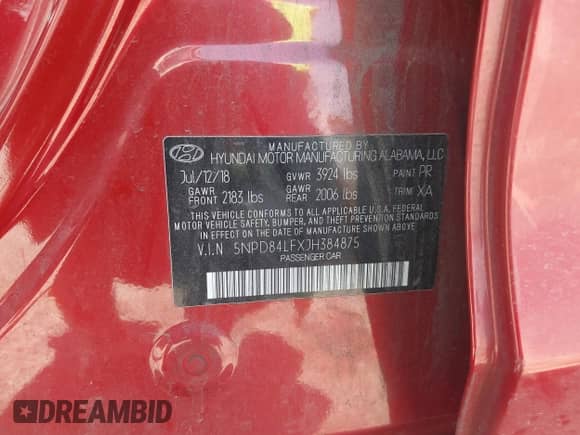 MANUFACTURED BY
HYUNDAI MOTOR MANUFACTURING ALABAMA, LLC
Jul/12/18 GVWR 3924 lbs PAINT PR
GAWR FRONT 2183 lbs GAWR REAR 2006 lbs TRIM XA
THIS VEHICLE CONFORMS TO ALL APPLICABLE U.S.A. FEDERAL
MOTOR VEHICLE SAFETY, BUMPER, AND THEFT PREVENTION STANDARDS
IN EFFECT ON THE DATE OF MANUFACTURE SHOWN ABOVE.
V.I.N 5NPD84LFXJH384875
PASSENGER CAR
DREAMBID